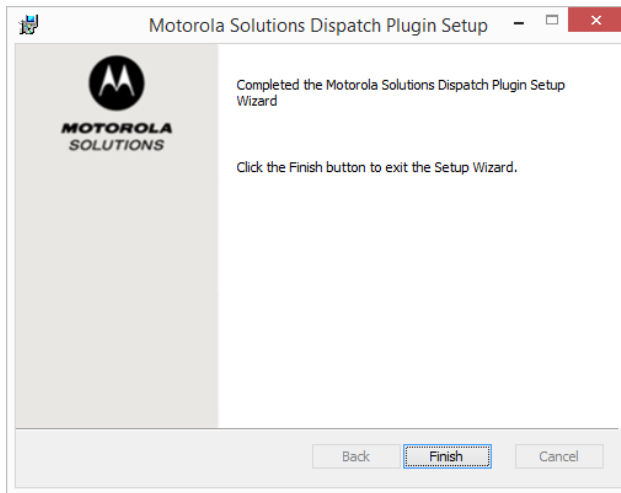 Motorola Solutions Dispatch Plugin Setup
MOTOROLA
SOLUTIONS
Completed the Motorola Solutions Dispatch Plugin Setup
Wizard
Click the Finish button to exit the Setup Wizard.
Back Finish Cancel